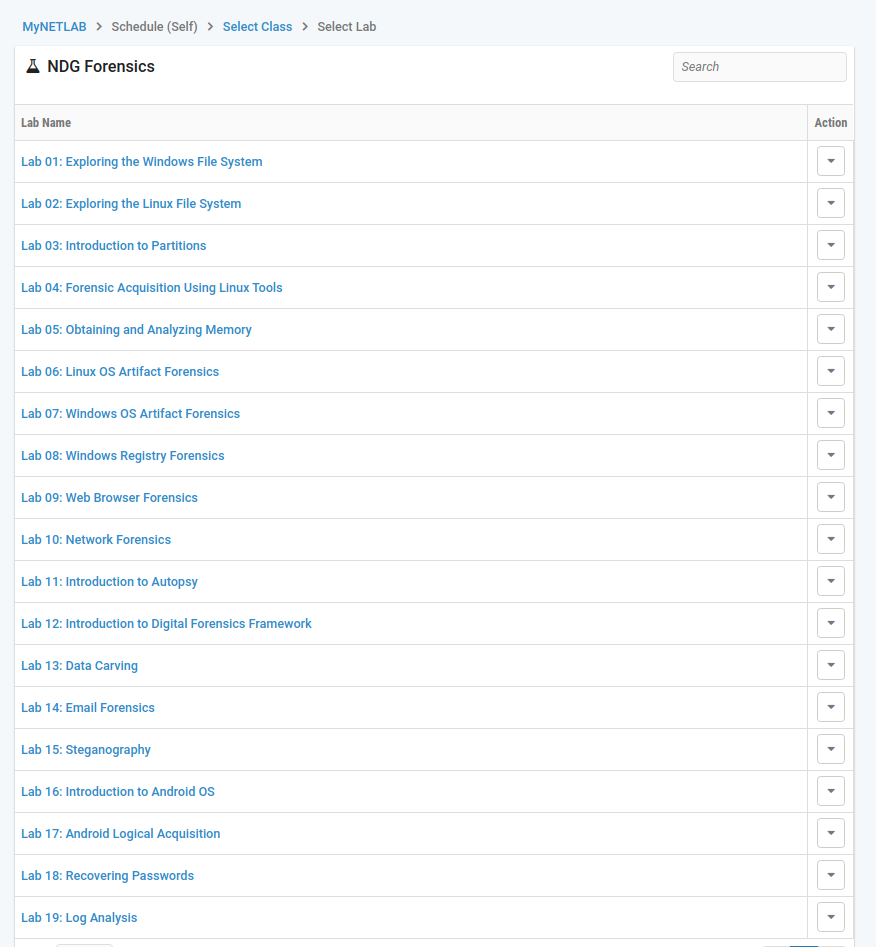 MyNETLAB > Schedule (Self) > Select Class > Select Lab
NDG Forensics
Search
Lab Name Action
Lab 01: Exploring the Windows File System
Lab 02: Exploring the Linux File System
Lab 03: Introduction to Partitions
Lab 04: Forensic Acquisition Using Linux Tools
Lab 05: Obtaining and Analyzing Memory
Lab 06: Linux OS Artifact Forensics
Lab 07: Windows OS Artifact Forensics
Lab 08: Windows Registry Forensics
Lab 09: Web Browser Forensics
Lab 10: Network Forensics
Lab 11: Introduction to Autopsy
Lab 12: Introduction to Digital Forensics Framework
Lab 13: Data Carving
Lab 14: Email Forensics
Lab 15: Steganography
Lab 16: Introduction to Android OS
Lab 17: Android Logical Acquisition
Lab 18: Recovering Passwords
Lab 19: Log Analysis